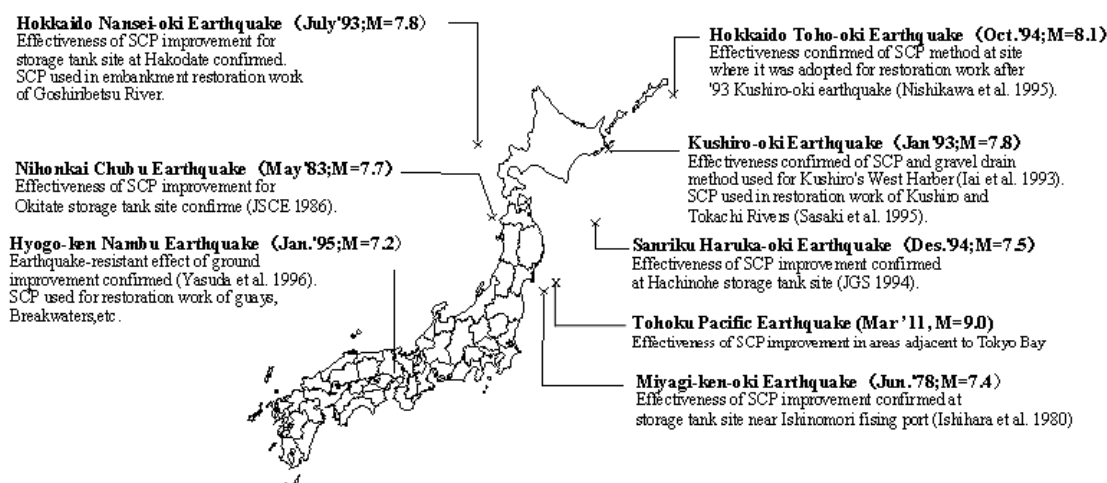 Hokkaido Nansei-oki Earthquake (July'93;M=7.8)
Effectiveness of SCP improvement for
storage tank site at Hakodate confirmed.
SCP used in embankment restoration work
of Goshiribetsu River.
Nihonkai Chubu Earthquake (May'83;M=7.7)
Effectiveness of SCP improvement for
Okitate storage tank site confirme (JSCE 1986).
Hyogo-ken Nambu Earthquake (Jan.'95;M=7.2)
Earthquake-resistant effect of ground
improvement confirmed (Yasuda et al. 1996).
SCP used for restoration work of guays,
Breakwaters,etc.
Hokkaido Toho-oki Earthquake (Oct.'94;M=8.1)
Effectiveness confirmed of SCP method at site
where it was adopted for restoration work after
'93 Kushiro-oki earthquake (Nishikawa et al. 1995).
Kushiro-oki Earthquake (Jan'93;M=7.8)
Effectiveness confirmed of SCP and gravel drain
method used for Kushiro's West Harber (Iai et al. 1993).
SCP used in restoration work of Kushiro and
Tokachi Rivers (Sasaki et al. 1995).
Sanriku Haruka-oki Earthquake (Des.'94;M=7.5)
Effectiveness of SCP improvement confirmed
at Hachinohe storage tank site (JGS 1994).
Tohoku Pacific Earthquake (Mar '11, M=9.0)
Effectiveness of SCP improvement in areas adjacent to Tokyo Bay
Miyagi-ken-oki Earthquake (Jun.'78;M=7.4)
Effectiveness of SCP improvement confirmed at
storage tank site near Ishinomori fising port (Ishihara et al. 1980)